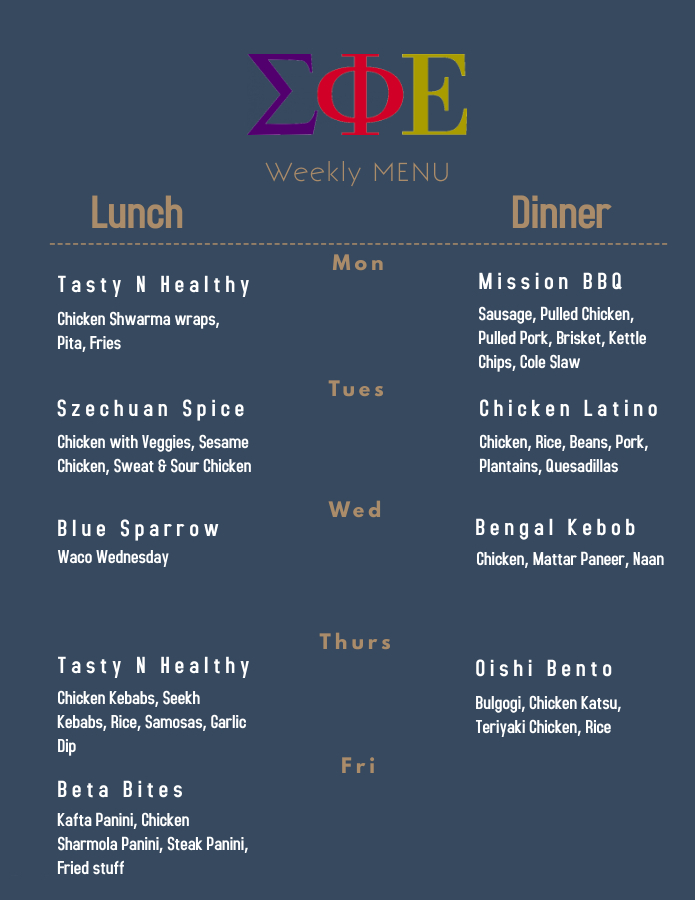 ΣΦΕ
Weekly MENU
Lunch
Dinner
Mon
Tasty N Healthy
Chicken Shwarma wraps,
Pita, Fries
Mission BBQ
Sausage, Pulled Chicken,
Pulled Pork, Brisket, Kettle
Chips, Cole Slaw
Tues
Szechuan Spice
Chicken with Veggies, Sesame
Chicken, Sweat & Sour Chicken
Chicken Latino
Chicken, Rice, Beans, Pork,
Plantains, Quesadillas
Wed
Blue Sparrow
Waco Wednesday
Bengal Kebob
Chicken, Mattar Paneer, Naan
Thurs
Tasty N Healthy
Chicken Kebabs, Seekh
Kebabs, Rice, Samosas, Garlic
Dip
Oishi Bento
Bulgogi, Chicken Katsu,
Teriyaki Chicken, Rice
Fri
Beta Bites
Kafta Panini, Chicken
Sharmola Panini, Steak Panini,
Fried stuff